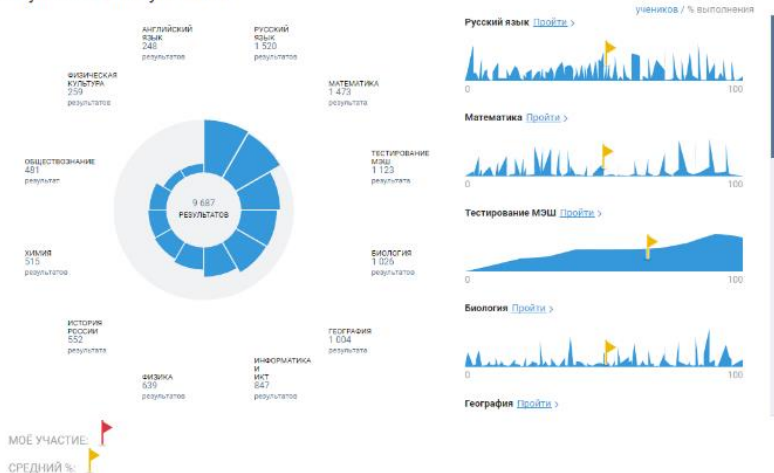 учеников / % выполнения
АНГЛИЙСКИЙ
ЯЗЫК
248
результатов
РУССКИЙ
ЯЗЫК
1 520
результатов
ФИЗИЧЕСКАЯ
КУЛЬТУРА
259
результатов
МАТЕМАТИКА
1 473
результата
ОБЩЕСТВОЗНАНИЕ
481
результат
9 687
РЕЗУЛЬТАТОВ
ТЕСТИРОВАНИЕ
МЭШ
1 123
результата
ХИМИЯ
515
результатов
БИОЛОГИЯ
1 026
результатов
ИСТОРИЯ
РОССИИ
552
результата
ГЕОГРАФИЯ
1 004
результата
ФИЗИКА
639
результатов
ИНФОРМАТИКА
И
ИКТ
847
результатов
Русский язык Пройти >
0 100
Математика Пройти >
0 100
Тестирование МЭШ Пройти >
0 100
Биология Пройти >
0 100
География Пройти >
МОЁ УЧАСТИЕ:
СРЕДНИЙ %: